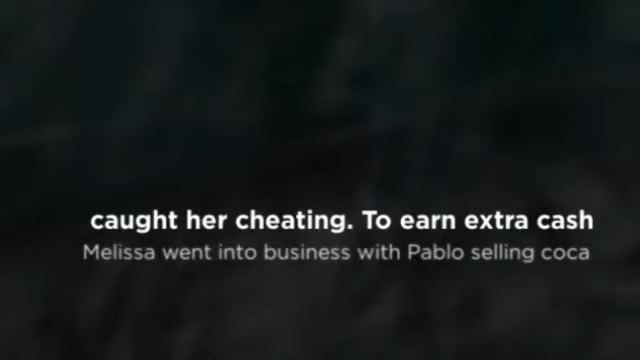 caught her cheating. To earn extra cash
Melissa went into business with Pablo selling coca